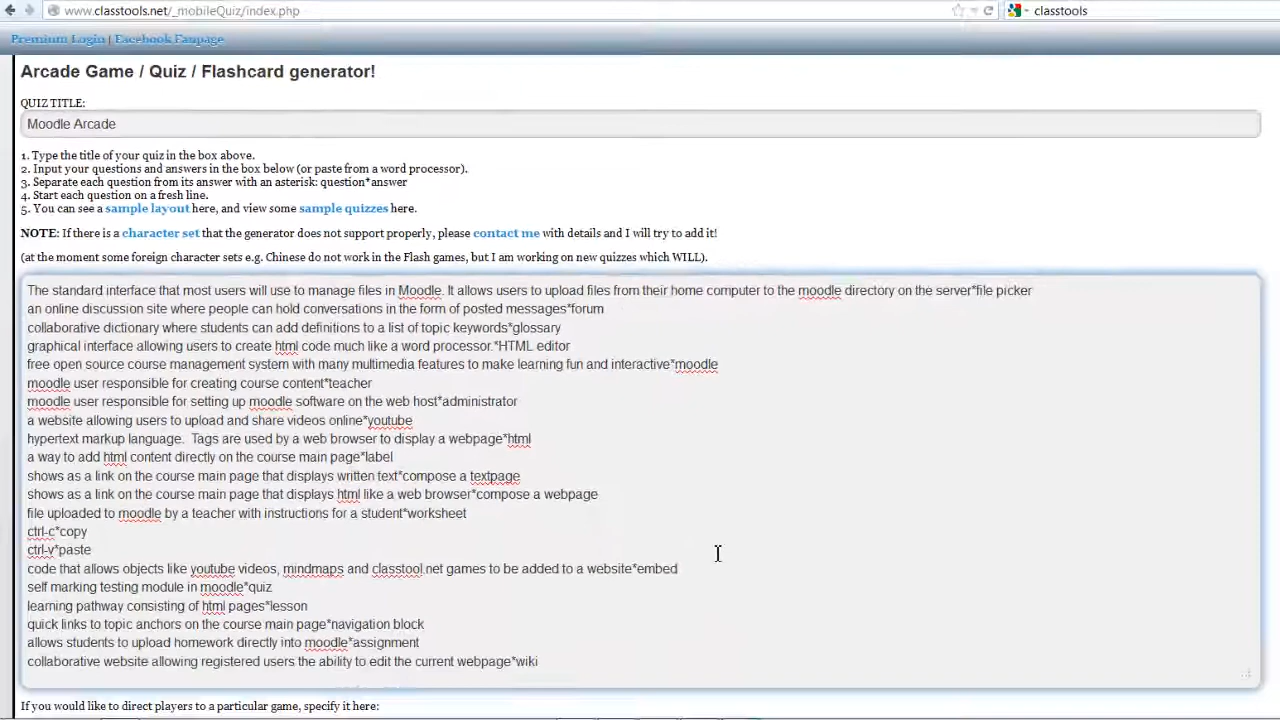 www.classtools.net/_mobileQuiz/index.php
classtools
Premium Login | Facebook Fanpage
Arcade Game / Quiz / Flashcard generator!
QUIZ TITLE:
Moodle Arcade
1. Type the title of your quiz in the box above.
2. Input your questions and answers in the box below (or paste from a word processor).
3. Separate each question from its answer with an asterisk: question*answer
4. Start each question on a fresh line.
5. You can see a sample layout here, and view some sample quizzes here.
NOTE: If there is a character set that the generator does not support properly, please contact me with details and I will try to add it!
(at the moment some foreign character sets e.g. Chinese do not work in the Flash games, but I am working on new quizzes which WILL).
The standard interface that most users will use to manage files in Moodle. It allows users to upload files from their home computer to the moodle directory on the server*file picker
an online discussion site where people can hold conversations in the form of posted messages*forum
collaborative dictionary where students can add definitions to a list of topic keywords*glossary
graphical interface allowing users to create html code much like a word processor.*HTML editor
free open source course management system with many multimedia features to make learning fun and interactive*moodle
moodle user responsible for creating course content*teacher
moodle user responsible for setting up moodle software on the web host*administrator
a website allowing users to upload and share videos online*youtube
hypertext markup language.  Tags are used by a web browser to display a webpage*html
a way to add html content directly on the course main page*label
shows as a link on the course main page that displays written text*compose a textpage
shows as a link on the course main page that displays html like a web browser*compose a webpage
file uploaded to moodle by a teacher with instructions for a student*worksheet
ctrl-c*copy
ctrl-v*paste
code that allows objects like youtube videos, mindmaps and classtool.net games to be added to a website*embed
self marking testing module in moodle*quiz
learning pathway consisting of html pages*lesson
quick links to topic anchors on the course main page*navigation block
allows students to upload homework directly into moodle*assignment
collaborative website allowing registered users the ability to edit the current webpage*wiki
If you would like to direct players to a particular game, specify it here: